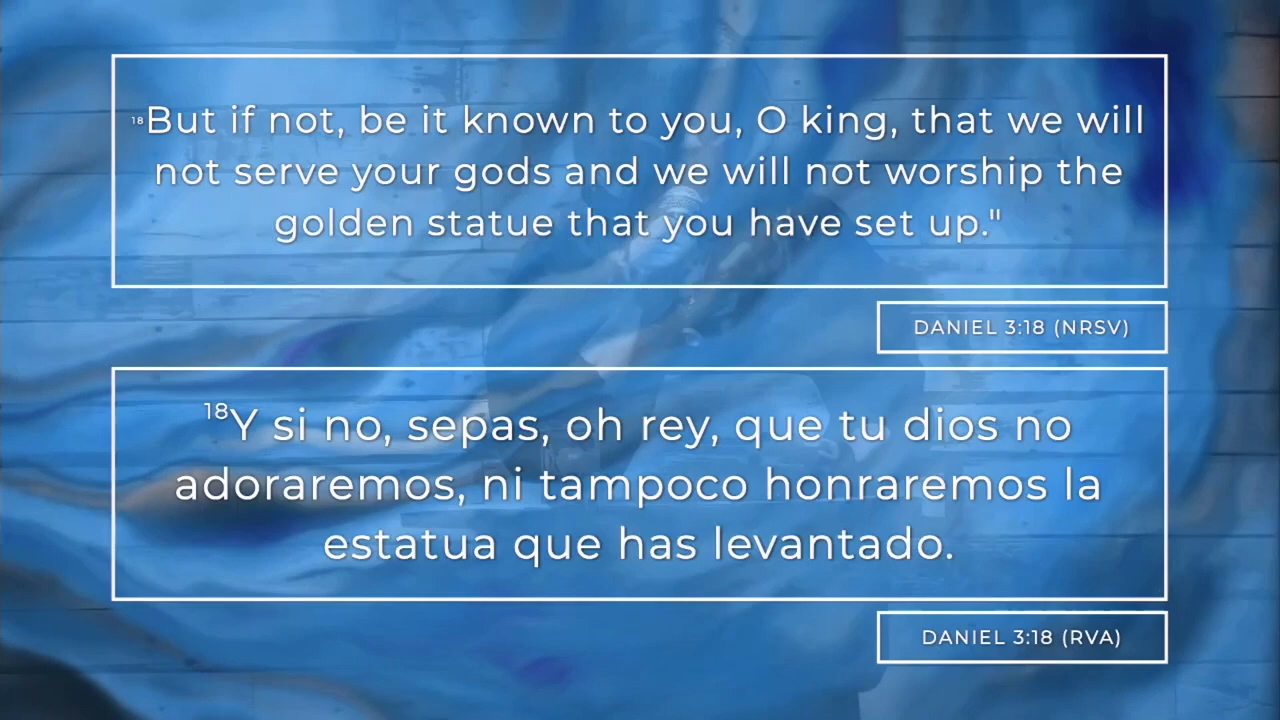 18But if not, be it known to you, O king, that we will
not serve your gods and we will not worship the
golden statue that you have set up."
DANIEL 3:18 (NRSV)
18Y si no, sepas, oh rey, que tu dios no
adoraremos, ni tampoco honraremos la
estatua que has levantado.
DANIEL 3:18 (RVA)